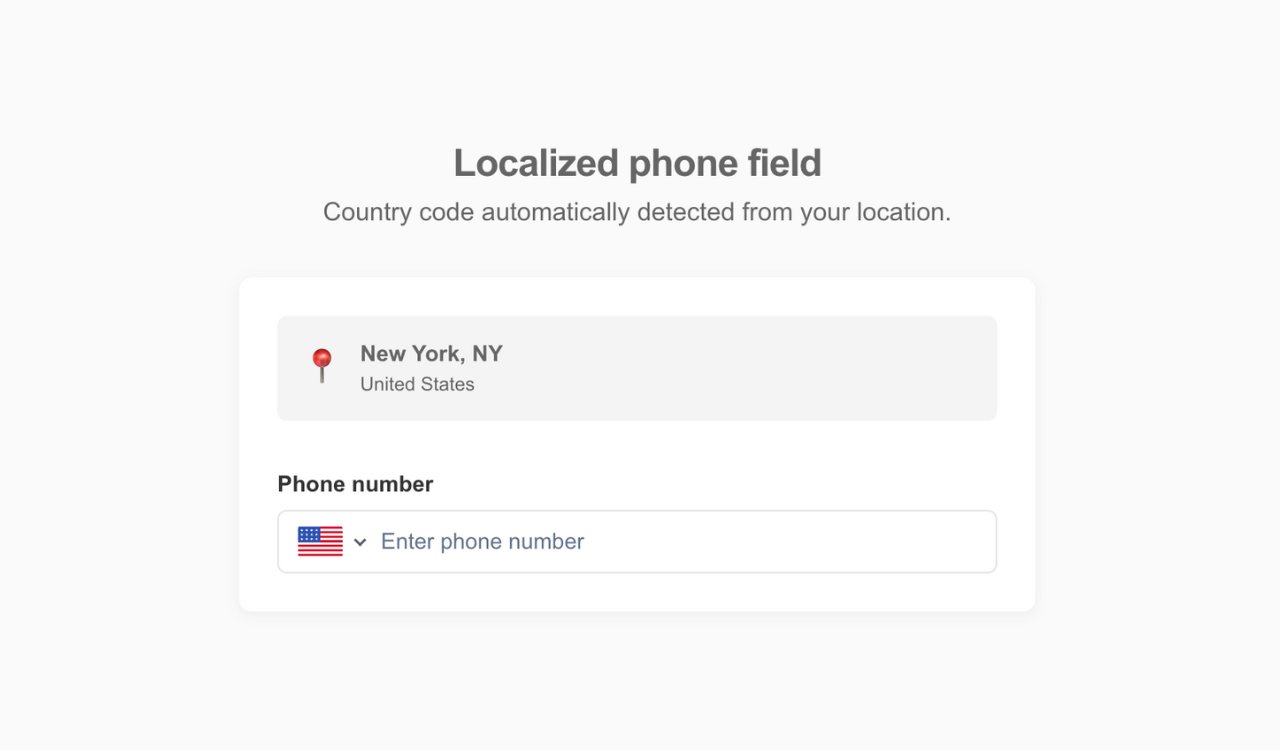 Localized phone field
Country code automatically detected from your location.
New York, NY
United States
Phone number
Enter phone number